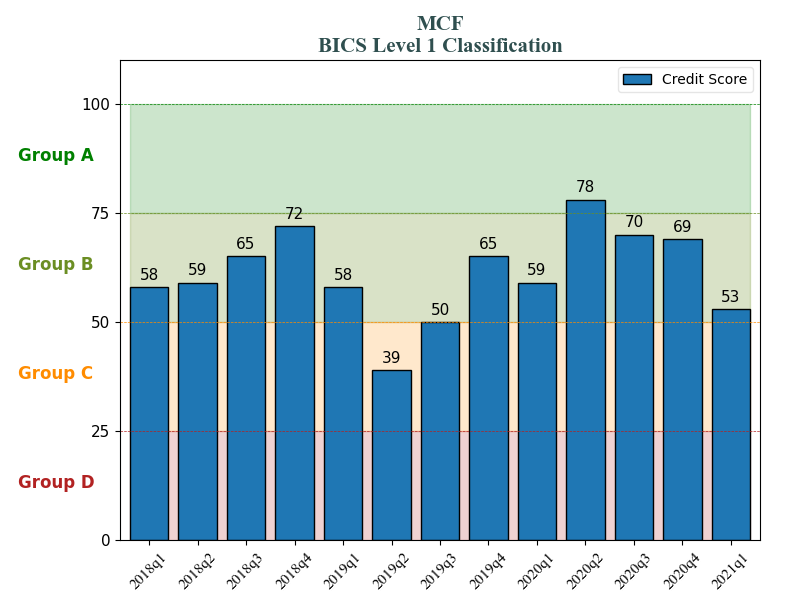 MCF
BICS Level 1 Classification
Credit Score
100
Group A
78
75
72
70
69
65
65
Group B
59
59
58
58
53
50
50
39
Group C
25
Group D
0
2018q1
2018q2
2018q3
2018q4
2019q1
2019q2
2019q3
2019q4
2020q1
2020q2
2020q3
2020q4
2021q1